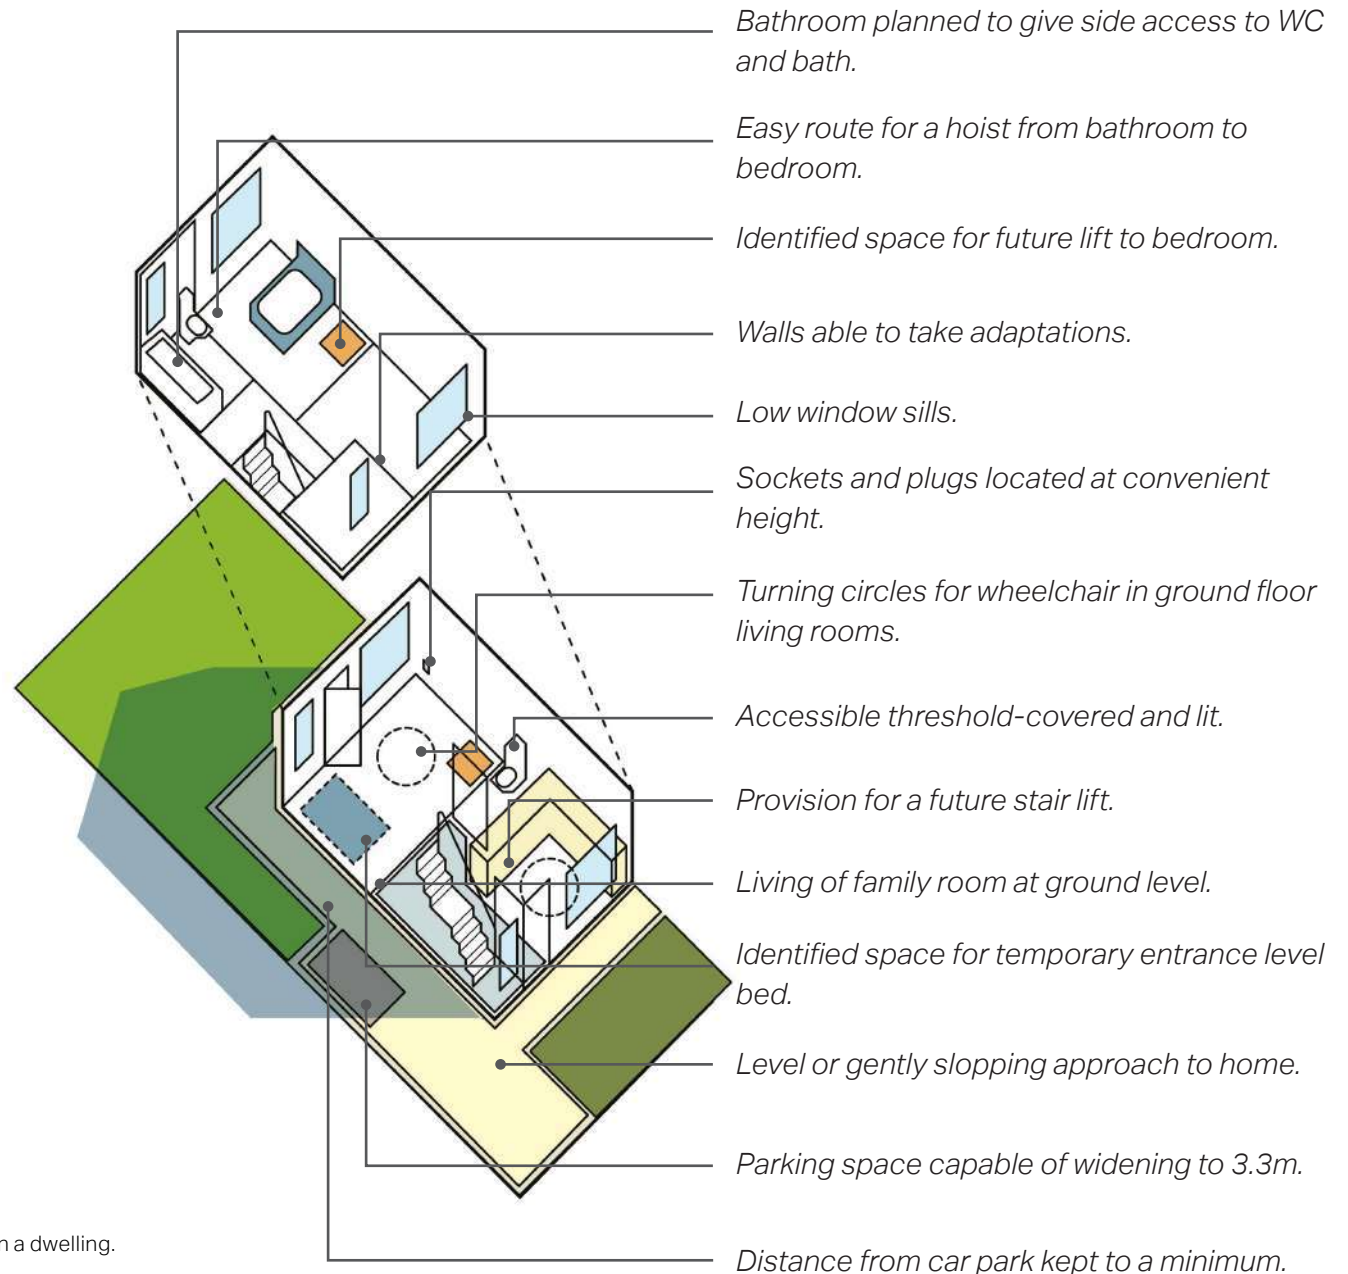 Bathroom planned to give side access to WC
and bath.
Easy route for a hoist from bathroom to
bedroom.
Identified space for future lift to bedroom.
Walls able to take adaptations.
Low window sills.
Sockets and plugs located at convenient
height.
Turning circles for wheelchair in ground floor
living rooms.
Accessible threshold-covered and lit.
Provision for a future stair lift.
Living of family room at ground level.
Identified space for temporary entrance level
bed.
Level or gently slopping approach to home.
Parking space capable of widening to 3.3m.
a dwelling.
Distance from car park kept to a minimum.